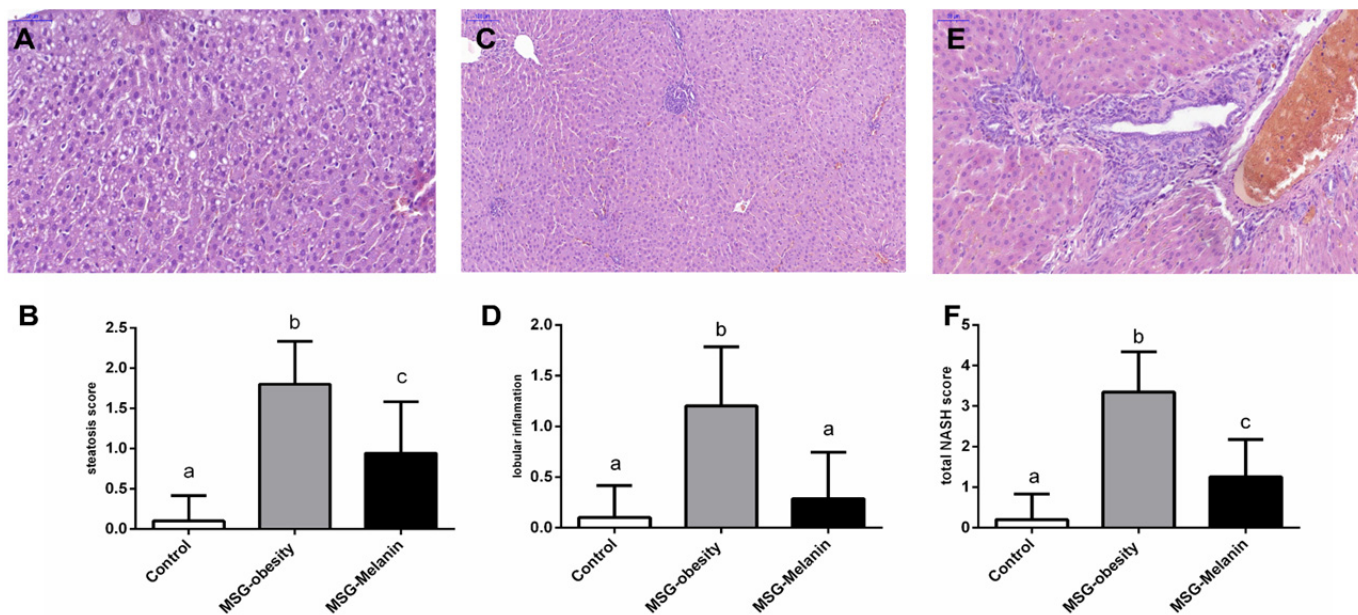 A
C
E
B
steatosis score
2.5
2.0
1.5
1.0
0.5
0.0
a
b
c
Control
MSG-obesity
MSG-Melanin
D
lobular inflamation
2.0
1.5
1.0
0.5
0.0
a
b
a
Control
MSG-obesity
MSG-Melanin
F
total NASH score
5
4
3
2
1
0
a
b
c
Control
MSG-obesity
MSG-Melanin